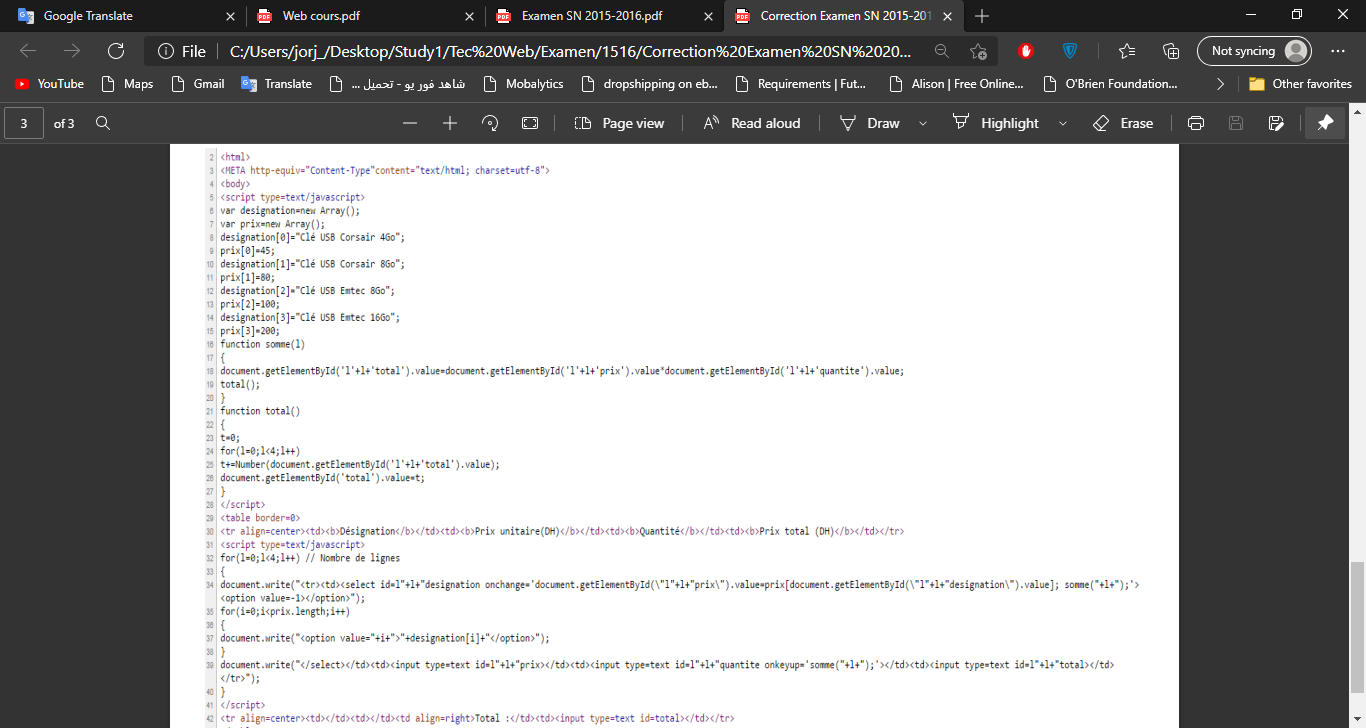 Google Translate
Web cours.pdf
Examen SN 2015-2016.pdf
Correction Examen SN 2015-201
File
C:/Users/jorj_/Desktop/Study1/Tec%20Web/Examen/1516/Correction%20Examen%20SN%2020...
Not syncing
YouTube
Maps
Gmail
Translate
شاهد فور يو - تحميل ...
Mobalytics
dropshipping on eb...
Requirements | Fut...
Alison | Free Online...
O'Brien Foundation...
Other favorites
3 of 3
Page view
Read aloud
Draw
Highlight
Erase
2 <html>
3 <META http-equiv="Content-Type"content="text/html; charset=utf-8">
4 <body>
5 <script type=text/javascript>
6 var designation=new Array();
7 var prix=new Array();
8 designation[0]="Clé USB Corsair 4Go";
9 prix[0]=45;
10 designation[1]="Clé USB Corsair 8Go";
11 prix[1]=80;
12 designation[2]="Clé USB Emtec 8Go";
13 prix[2]=100;
14 designation[3]="Clé USB Emtec 16Go";
15 prix[3]=200;
16 function somme(l)
17 {
18 document.getElementById('l'+l+'total').value=document.getElementById('l'+l+'prix').value*document.getElementById('l'+l+'quantite').value;
19 total();
20 }
21 function total()
22 {
23 t=0;
24 for(l=0;l<4;l++)
25 t+=Number(document.getElementById('l'+l+'total').value);
26 document.getElementById('total').value=t;
27 }
28 </script>
29 <table border=0>
30 <tr align=center><td><b>Désignation</b></td><td><b>Prix unitaire(DH)</b></td><td><b>Quantité</b></td><td><b>Prix total (DH)</b></td></tr>
31 <script type=text/javascript>
32 for(l=0;l<4;l++) // Nombre de lignes
33 {
34 document.write("<tr><td><select id=l"+l+"designation onchange='document.getElementById(\"l"+l+"prix\").value=prix[document.getElementById(\"l"+l+"designation\").value]; somme("+l+");'>
<option value=-1></option>");
35 for(i=0;i<prix.length;i++)
36 {
37 document.write("<option value="+i+">"+designation[i]+"</option>");
38 }
39 document.write("</select></td><td><input type=text id=l"+l+"prix></td><td><input type=text id=l"+l+"quantite onkeyup='somme("+l+");'></td><td><input type=text id=l"+l+"total></td>
</tr>");
40 }
41 </script>
42 <tr align=center><td></td><td></td><td align=right>Total :</td><td><input type=text id=total></td></tr>